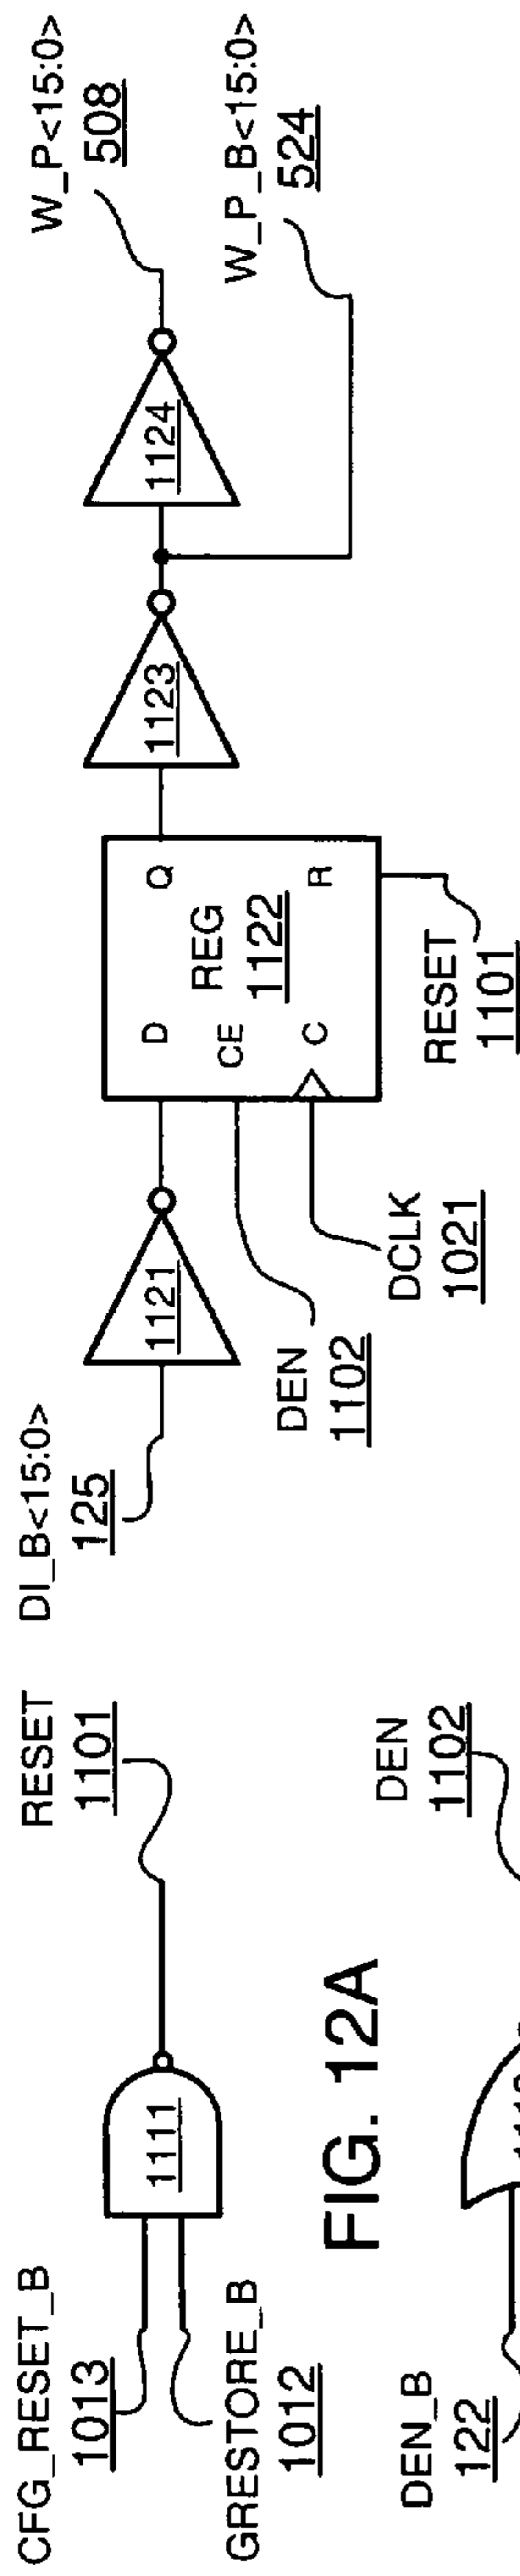 CFG_RESET_B
1013
GRESTORE_B
1012
1111
RESET
1101
FIG. 12A
DEN_B
122
DEN
1102
DI_B<15:0>
125
1121
DEN
1102
DCLK
1021
D
Q
CE
REG
1122
C
R
RESET
1101
1123
1124
W_P<15:0>
508
W_P_B<15:0>
524